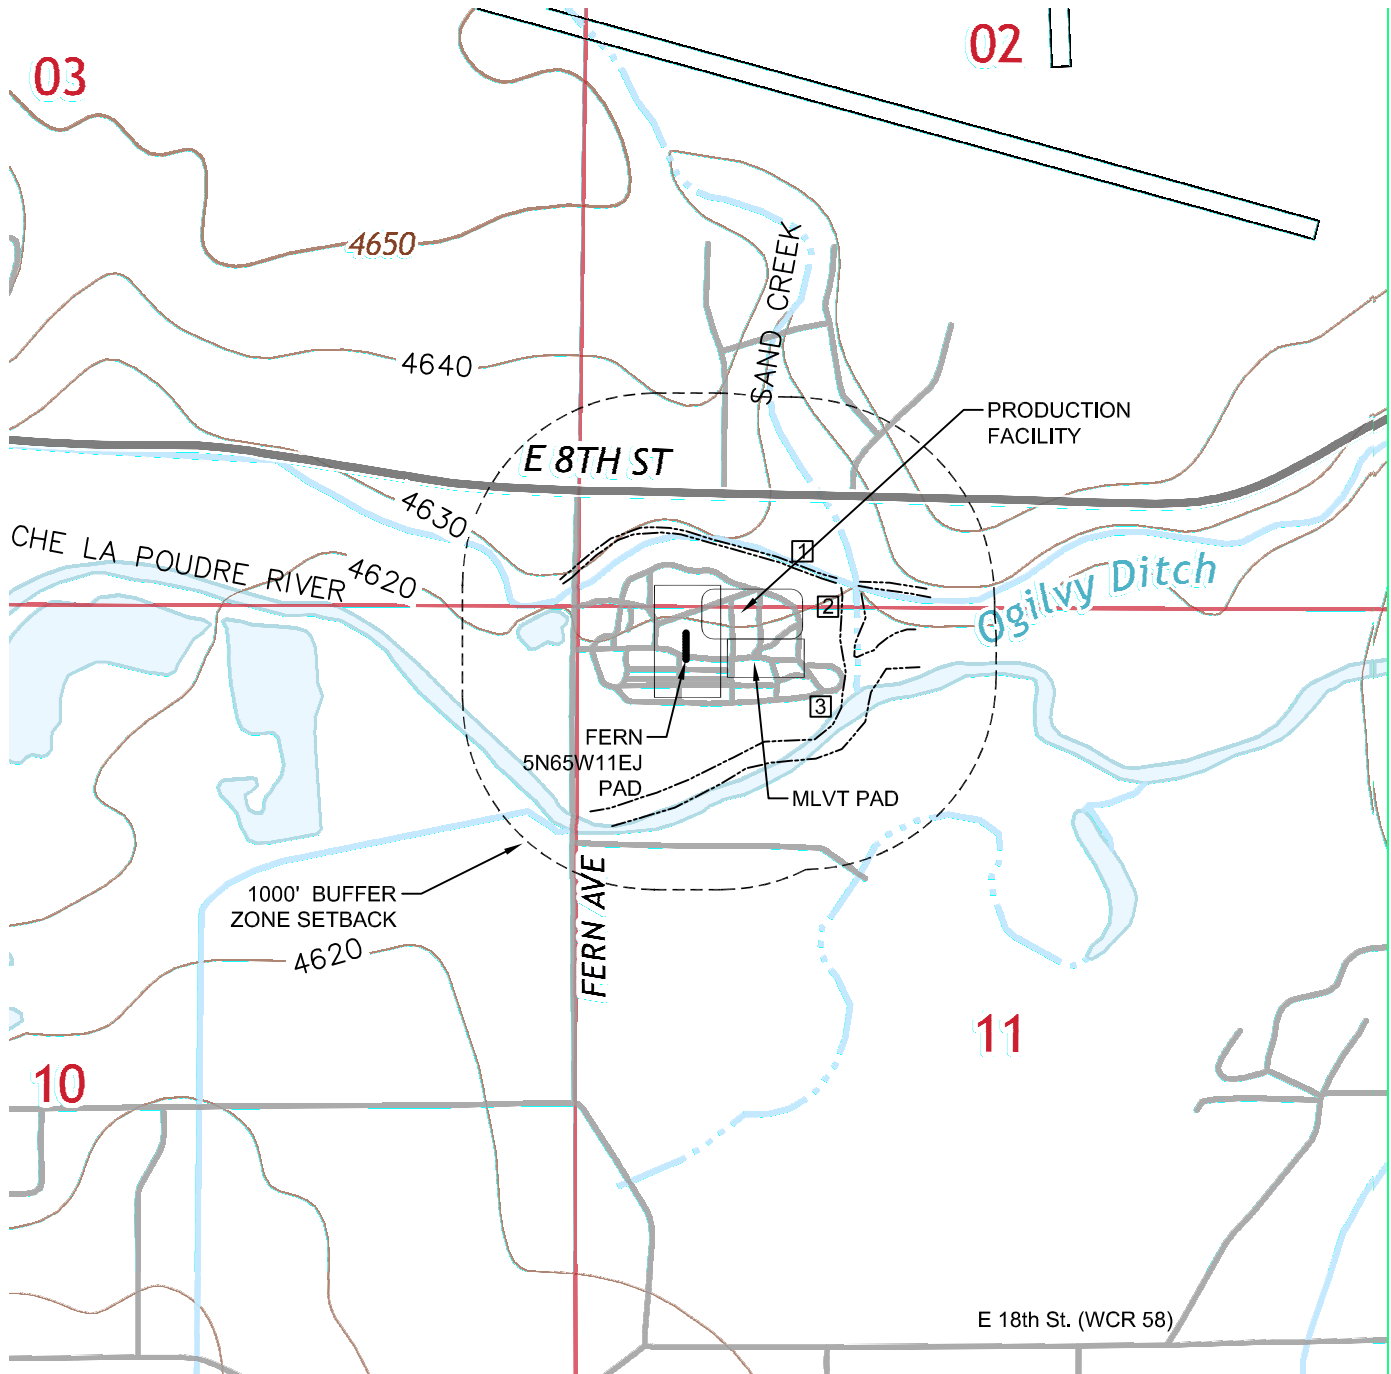 02
03
SAND CREEK
4650
4640
PRODUCTION
FACILITY
E 8TH ST
4630
CHE LA POUDRE RIVER
4620
1
Ogilvy Ditch
2
3
FERN
5N65W11EJ
PAD
MLVT PAD
1000' BUFFER
ZONE SETBACK
FERN AVE
4620
11
10
E 18th St. (WCR 58)